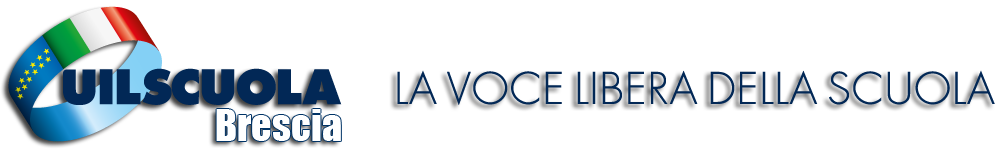 UILSCUOLA
Brescia
LA VOCE LIBERA DELLA SCUOLA